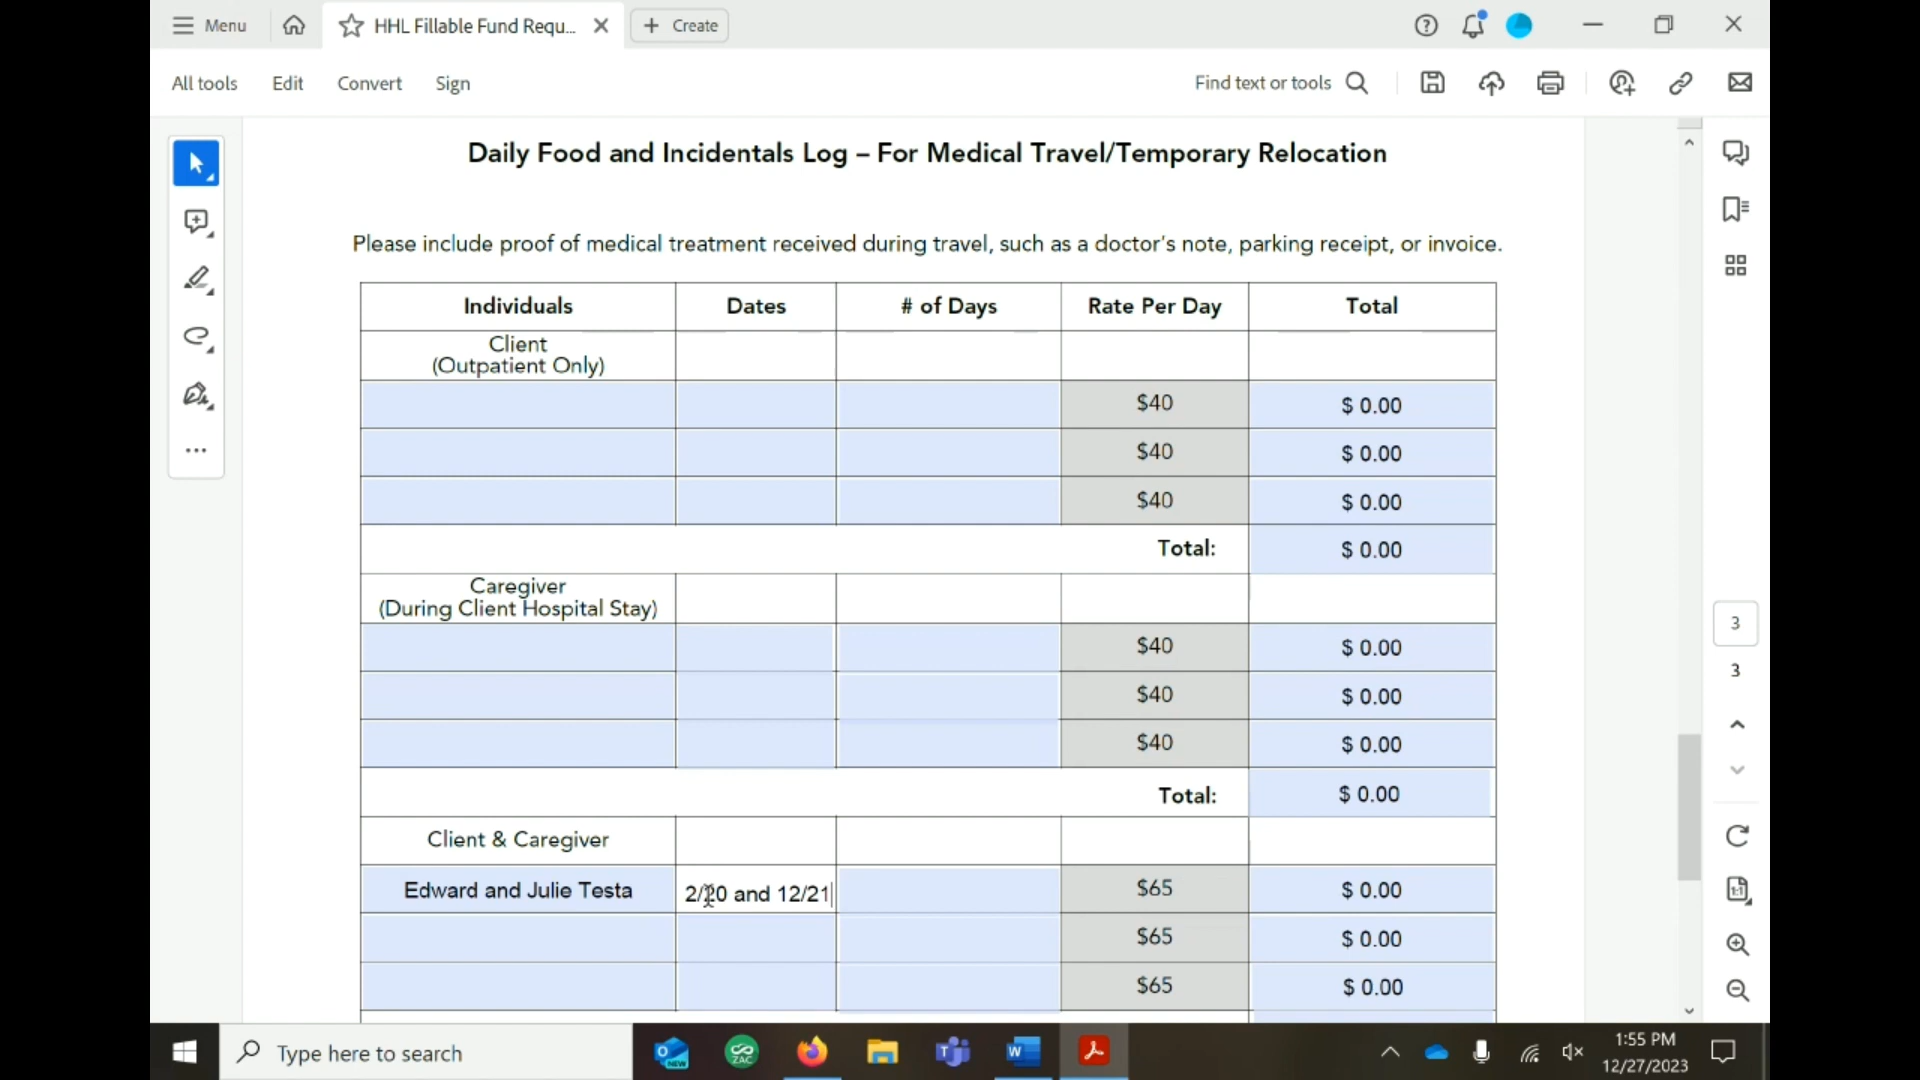 Menu
HHL Fillable Fund Requ...
Create
All tools
Edit
Convert
Sign
Find text or tools
Daily Food and Incidentals Log – For Medical Travel/Temporary Relocation
Please include proof of medical treatment received during travel, such as a doctor's note, parking receipt, or invoice.
Individuals Dates # of Days Rate Per Day Total
Client
(Outpatient Only)
$40 $ 0.00
$40 $ 0.00
$40 $ 0.00
Total: $ 0.00
Caregiver
(During Client Hospital Stay)
$40 $ 0.00
$40 $ 0.00
$40 $ 0.00
Total: $ 0.00
Client & Caregiver
Edward and Julie Testa 2/20 and 12/21 $65 $ 0.00
$65 $ 0.00
$65 $ 0.00
3
3
1:1
Type here to search
NEW
ZAC
1:55 PM
12/27/2023